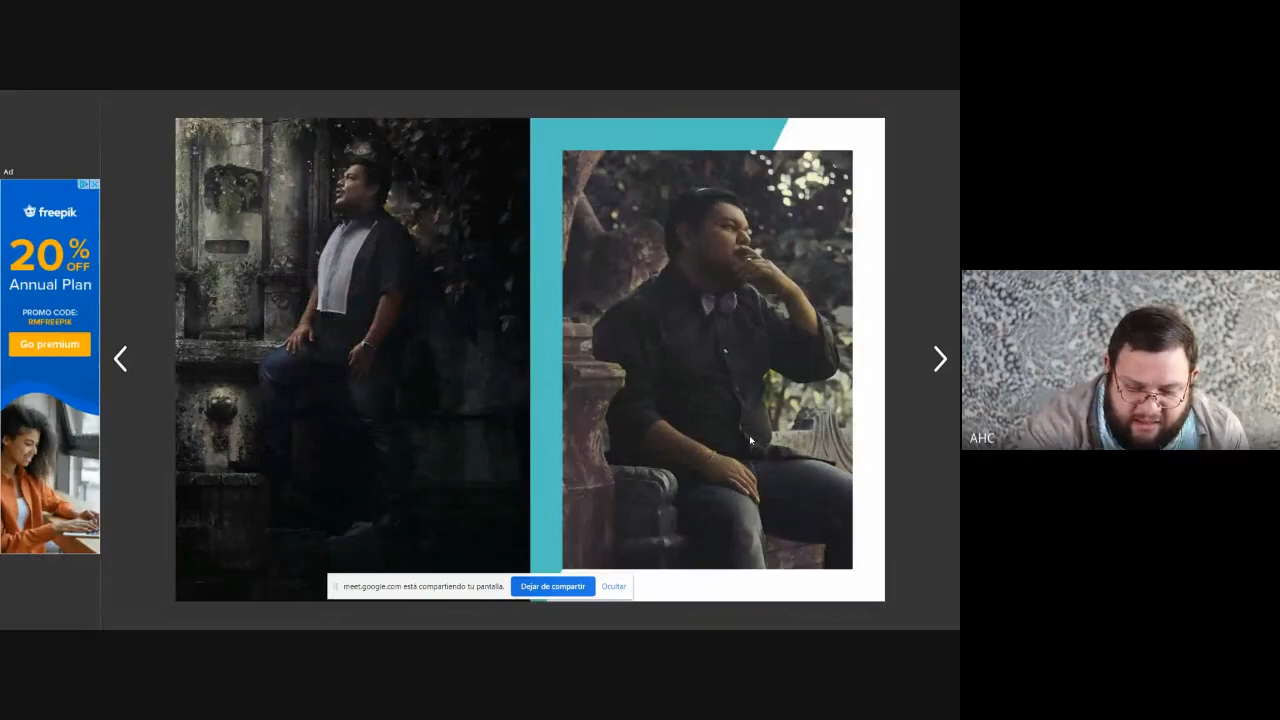 Ad
freepik
20% OFF
Annual Plan
PROMO CODE:
RMFREEPIK
Go premium
meet.google.com está compartiendo tu pantalla.
Dejar de compartir
Ocultar
AHC